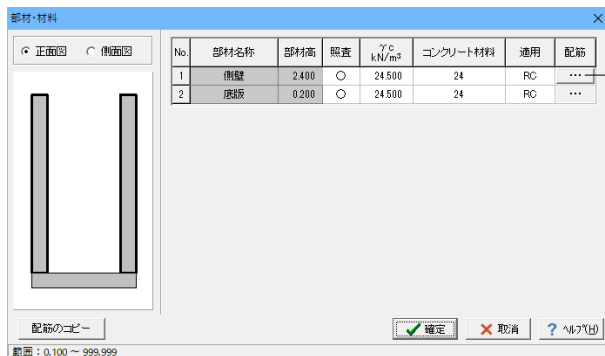 部材・材料
正面図 側面図
No. 部材名称 部材高 照査 γc kN/m³ コンクリート材料 適用 配筋
1 側壁 2.400 ○ 24.500 24 RC …
2 底版 0.200 ○ 24.500 24 RC …
配筋のコピー 確定 取消 ? ヘルプ(H)
範囲：0.100 ～ 999.999